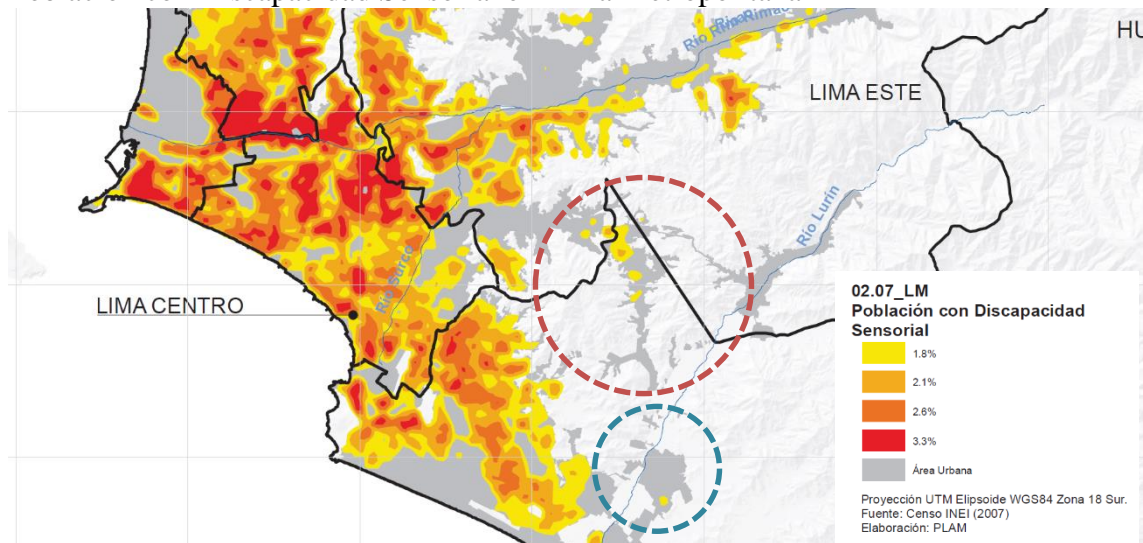 Río Rímac
HU
LIMA ESTE
Río Lurín
Río Surco
LIMA CENTRO
02.07_LM
Población con Discapacidad
Sensorial
1.8%
2.1%
2.6%
3.3%
Área Urbana
Proyección UTM Elipsoide WGS84 Zona 18 Sur.
Fuente: Censo INEI (2007)
Elaboración: PLAM